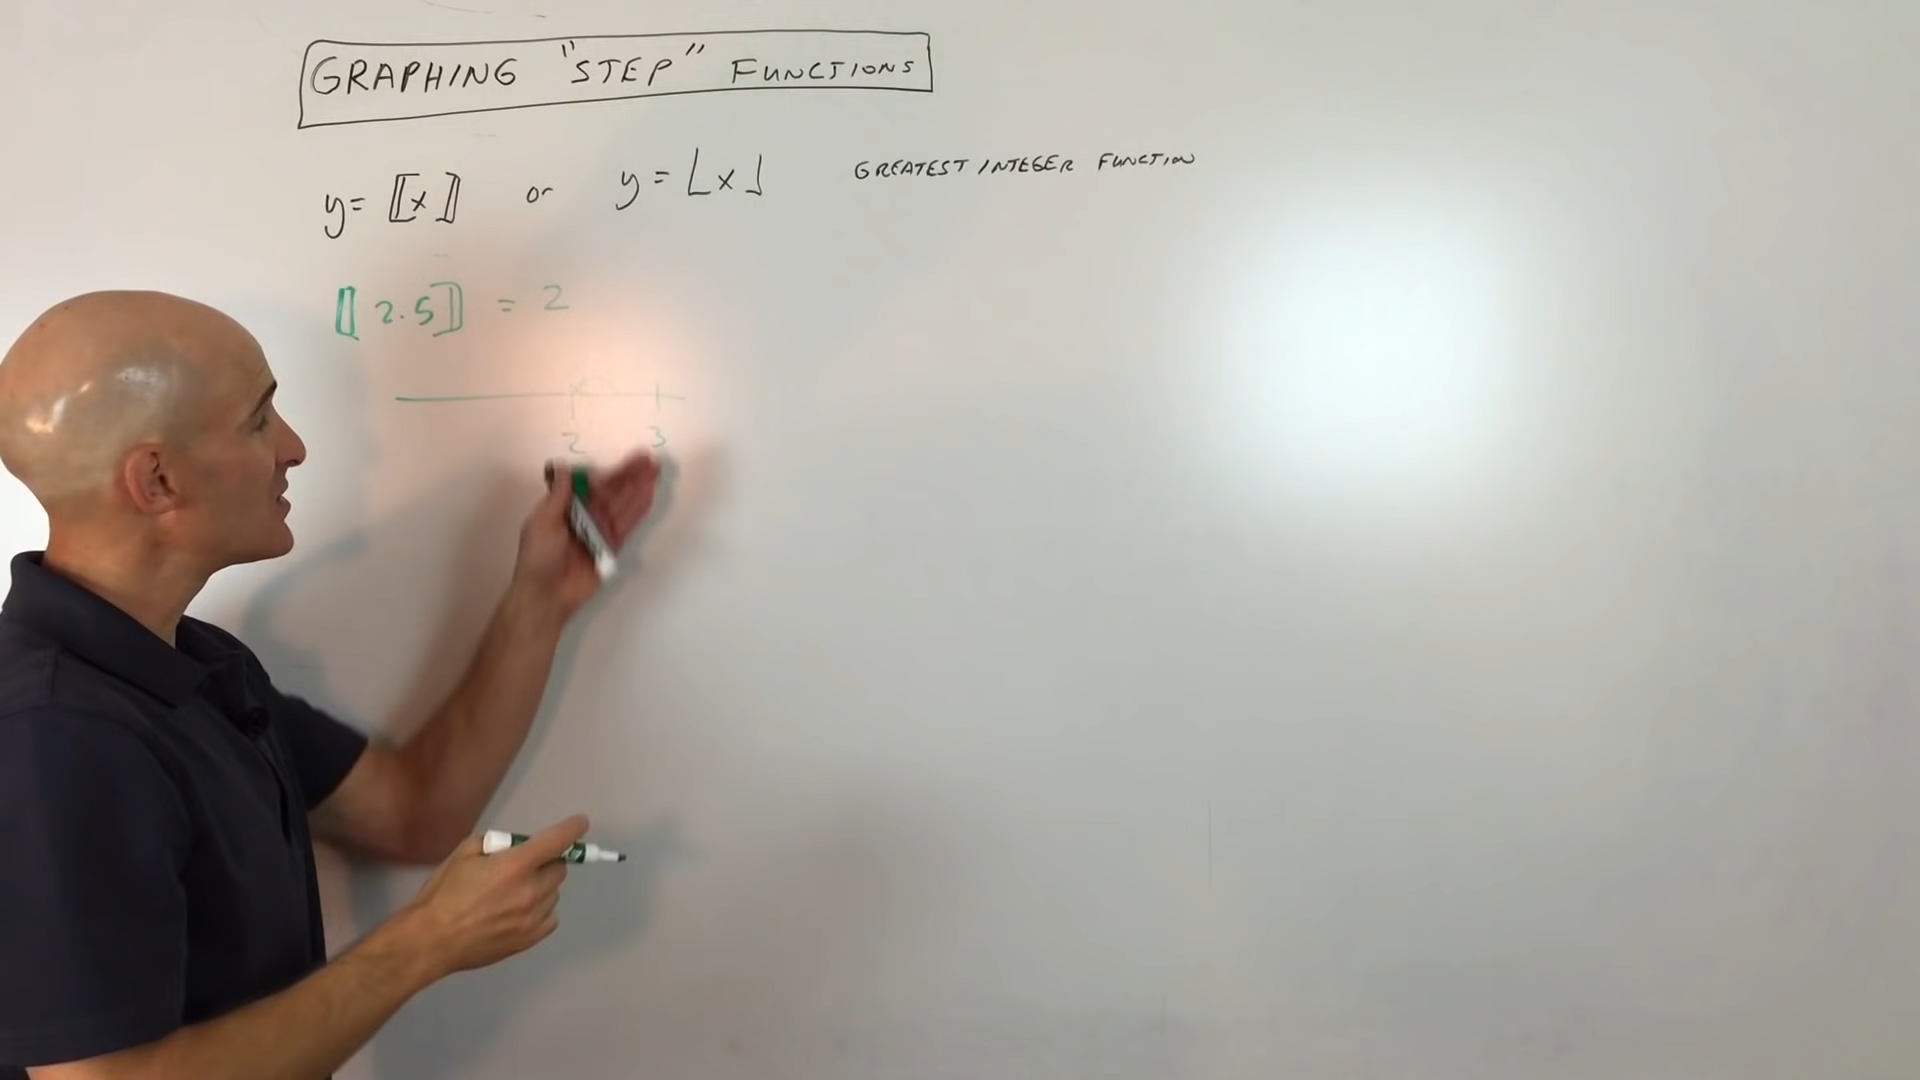 GRAPHING "STEP" FUNCTIONS
y = ⟦x⟧ or y = ⌊x⌋ GREATEST INTEGER FUNCTION
⟦2.5⟧ = 2
2 3